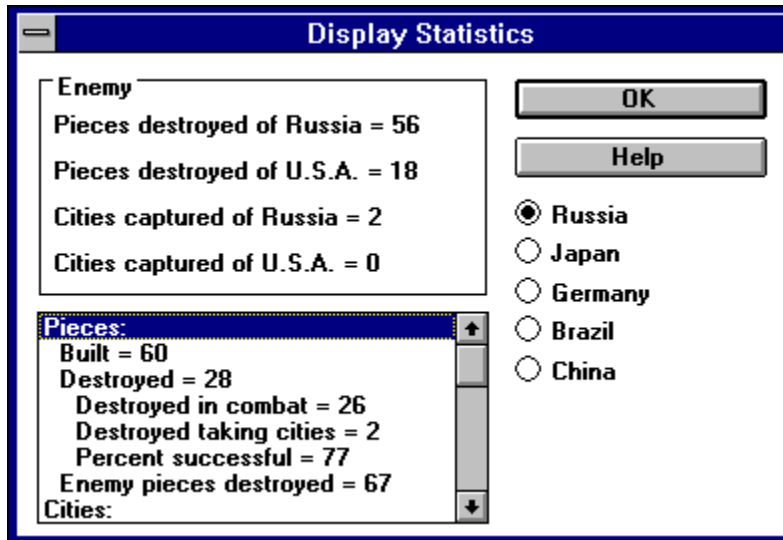 Display Statistics
Enemy
Pieces destroyed of Russia = 56
Pieces destroyed of U.S.A. = 18
Cities captured of Russia = 2
Cities captured of U.S.A. = 0
OK
Help
Russia
Japan
Germany
Brazil
China
Pieces:
Built = 60
Destroyed = 28
Destroyed in combat = 26
Destroyed taking cities = 2
Percent successful = 77
Enemy pieces destroyed = 67
Cities: